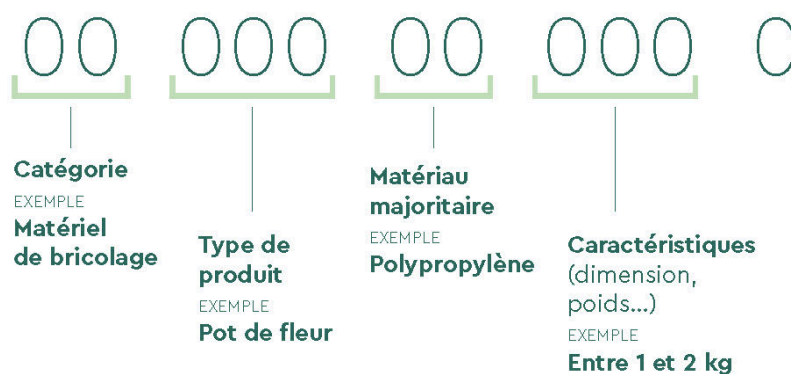 00 000 00 000 0
Catégorie
EXEMPLE
Matériel
de bricolage
Type de
produit
EXEMPLE
Pot de fleur
Matériau
majoritaire
EXEMPLE
Polypropylène
Caractéristiques
(dimension,
poids...)
EXEMPLE
Entre 1 et 2 kg